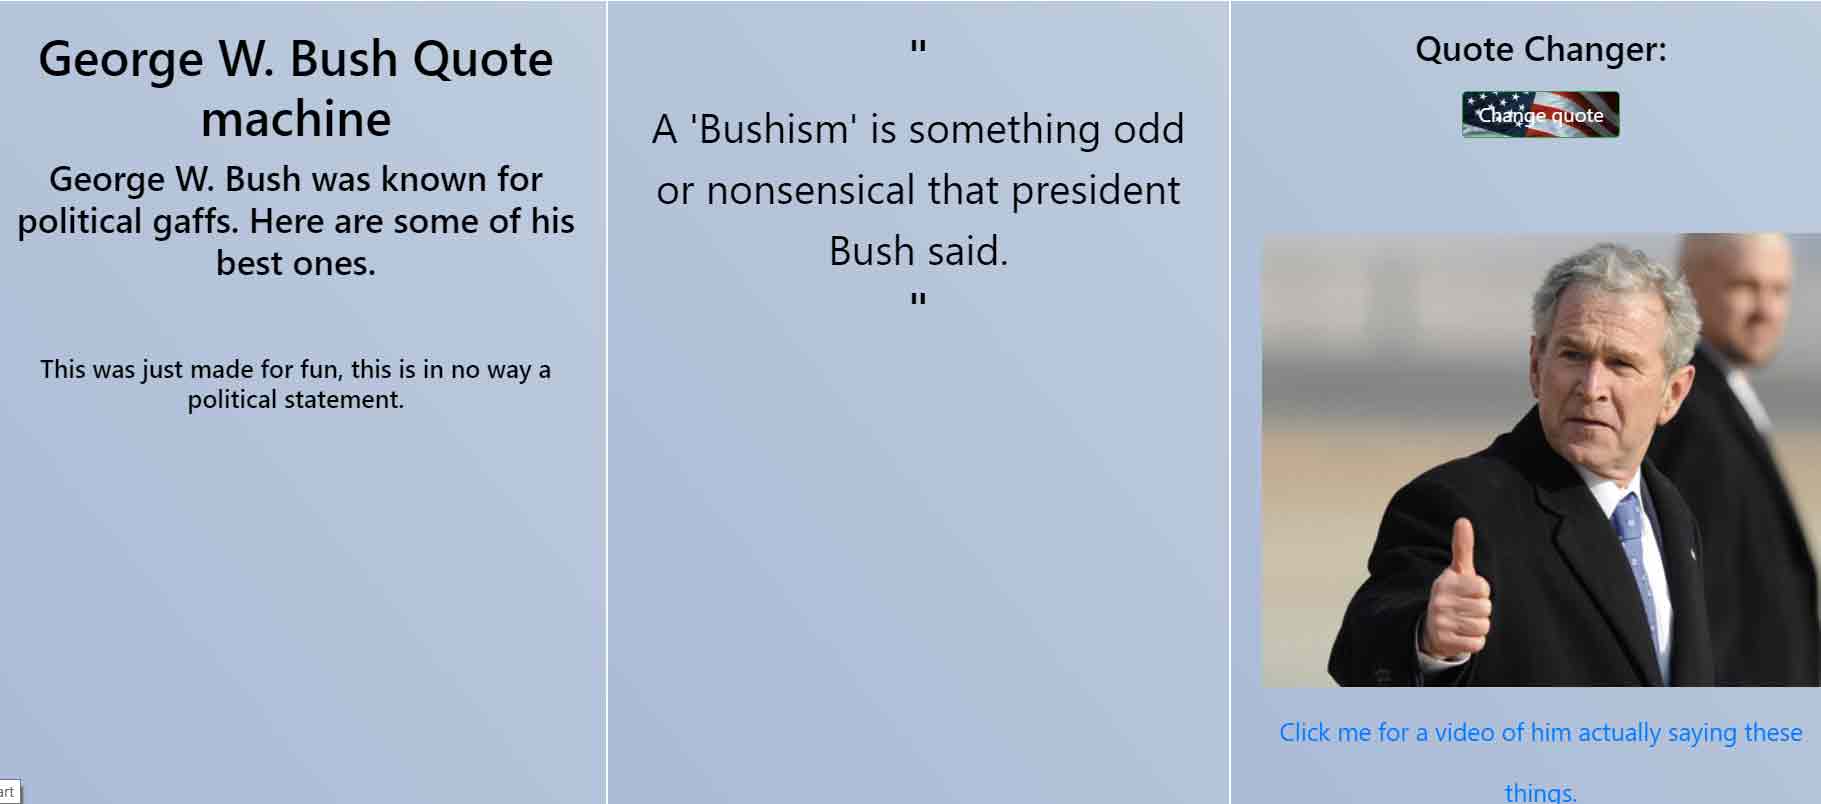 George W. Bush Quote
machine
George W. Bush was known for
political gaffs. Here are some of his
best ones.
This was just made for fun, this is in no way a
political statement.
"
A 'Bushism' is something odd
or nonsensical that president
Bush said.
"
Quote Changer:
Change quote
Click me for a video of him actually saying these
things.
art